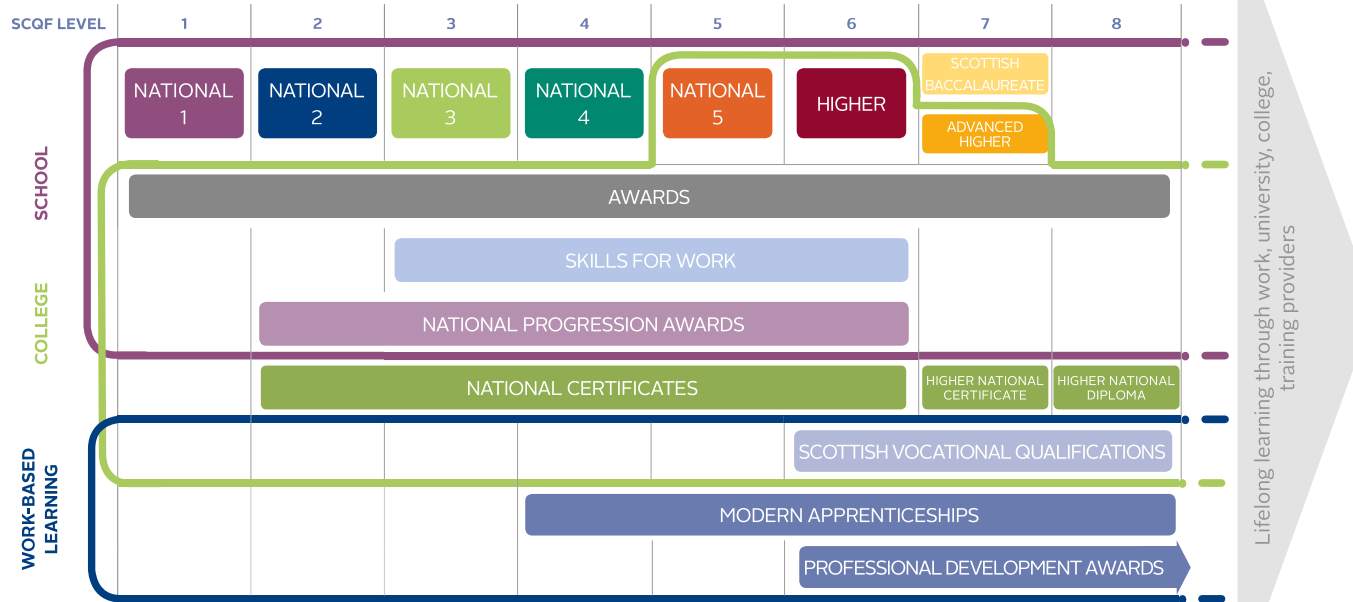 SCQF LEVEL 1 2 3 4 5 6 7 8
NATIONAL
1
NATIONAL
2
NATIONAL
3
NATIONAL
4
NATIONAL
5
HIGHER
SCOTTISH
BACCALAUREATE
ADVANCED
HIGHER
SCHOOL
AWARDS
SKILLS FOR WORK
COLLEGE
NATIONAL PROGRESSION AWARDS
NATIONAL CERTIFICATES
HIGHER NATIONAL
CERTIFICATE
HIGHER NATIONAL
DIPLOMA
WORK-BASED
LEARNING
SCOTTISH VOCATIONAL QUALIFICATIONS
MODERN APPRENTICESHIPS
PROFESSIONAL DEVELOPMENT AWARDS
Lifelong learning through work, university, college,
training providers